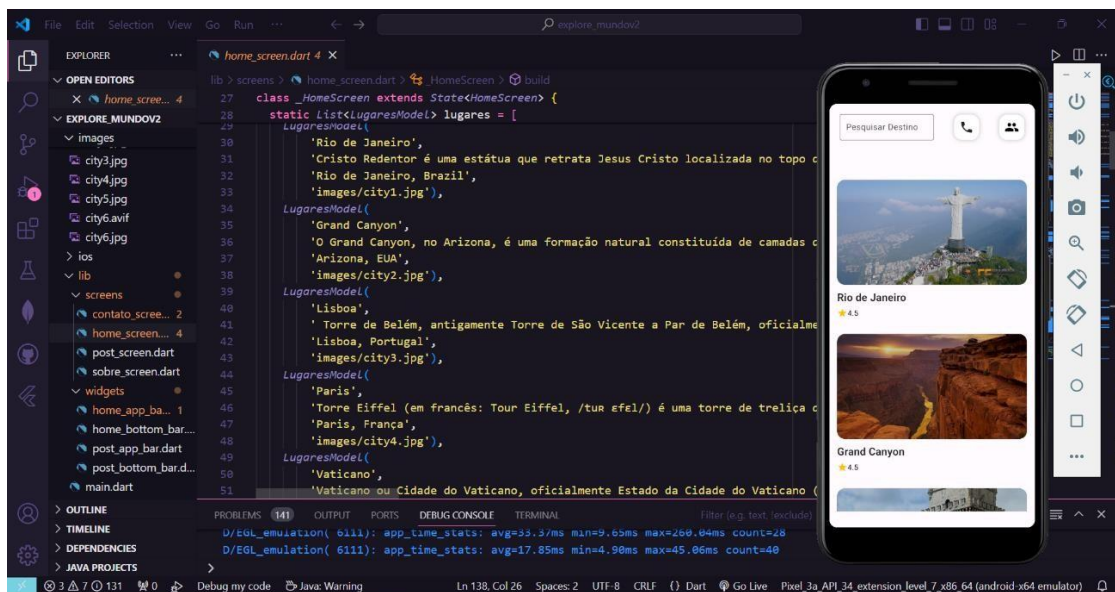 File Edit Selection View Go Run ··· explore_mundov2
EXPLORER ···
OPEN EDITORS
home_scree... 4
EXPLORE_MUNDOV2
images
city3.jpg
city4.jpg
city5.jpg
city6.avif
city6.jpg
ios
lib
screens
contato_scree... 2
home_screen.... 4
post_screen.dart
sobre_screen.dart
widgets
home_app_ba... 1
home_bottom_bar....
post_app_bar.dart
post_bottom_bar.d...
main.dart
OUTLINE
TIMELINE
DEPENDENCIES
JAVA PROJECTS
1
home_screen.dart 4
lib > screens > home_screen.dart > _HomeScreen > build
27 class _HomeScreen extends State<HomeScreen> {
28 static List<LugaresModel> lugares = [
29 LugaresModel(
30 'Rio de Janeiro',
31 'Cristo Redentor é uma estátua que retrata Jesus Cristo localizada no topo d
32 'Rio de Janeiro, Brazil',
33 'images/city1.jpg'),
34 LugaresModel(
35 'Grand Canyon',
36 'O Grand Canyon, no Arizona, é uma formação natural constituída de camadas d
37 'Arizona, EUA',
38 'images/city2.jpg'),
39 LugaresModel(
40 'Lisboa',
41 ' Torre de Belém, antigamente Torre de São Vicente a Par de Belém, oficialme
42 'Lisboa, Portugal',
43 'images/city3.jpg'),
44 LugaresModel(
45 'Paris',
46 'Torre Eiffel (em francês: Tour Eiffel, /tuʀ ɛfɛl/) é uma torre de treliça d
47 'Paris, França',
48 'images/city4.jpg'),
49 LugaresModel(
50 'Vaticano',
51 'Vaticano ou Cidade do Vaticano, oficialmente Estado da Cidade do Vaticano (
PROBLEMS 141 OUTPUT PORTS DEBUG CONSOLE TERMINAL Filter (e.g. text, !exclude)
D/EGL_emulation( 6111): app_time_stats: avg=33.37ms min=9.65ms max=260.04ms count=28
D/EGL_emulation( 6111): app_time_stats: avg=17.85ms min=4.90ms max=45.06ms count=40
Pesquisar Destino
Rio de Janeiro
4.5
Grand Canyon
4.5
3 7 131 0 Debug my code Java: Warning Ln 138, Col 26 Spaces: 2 UTF-8 CRLF {} Dart Go Live Pixel_3a_API_34_extension_level_7_x86_64 (android-x64 emulator)